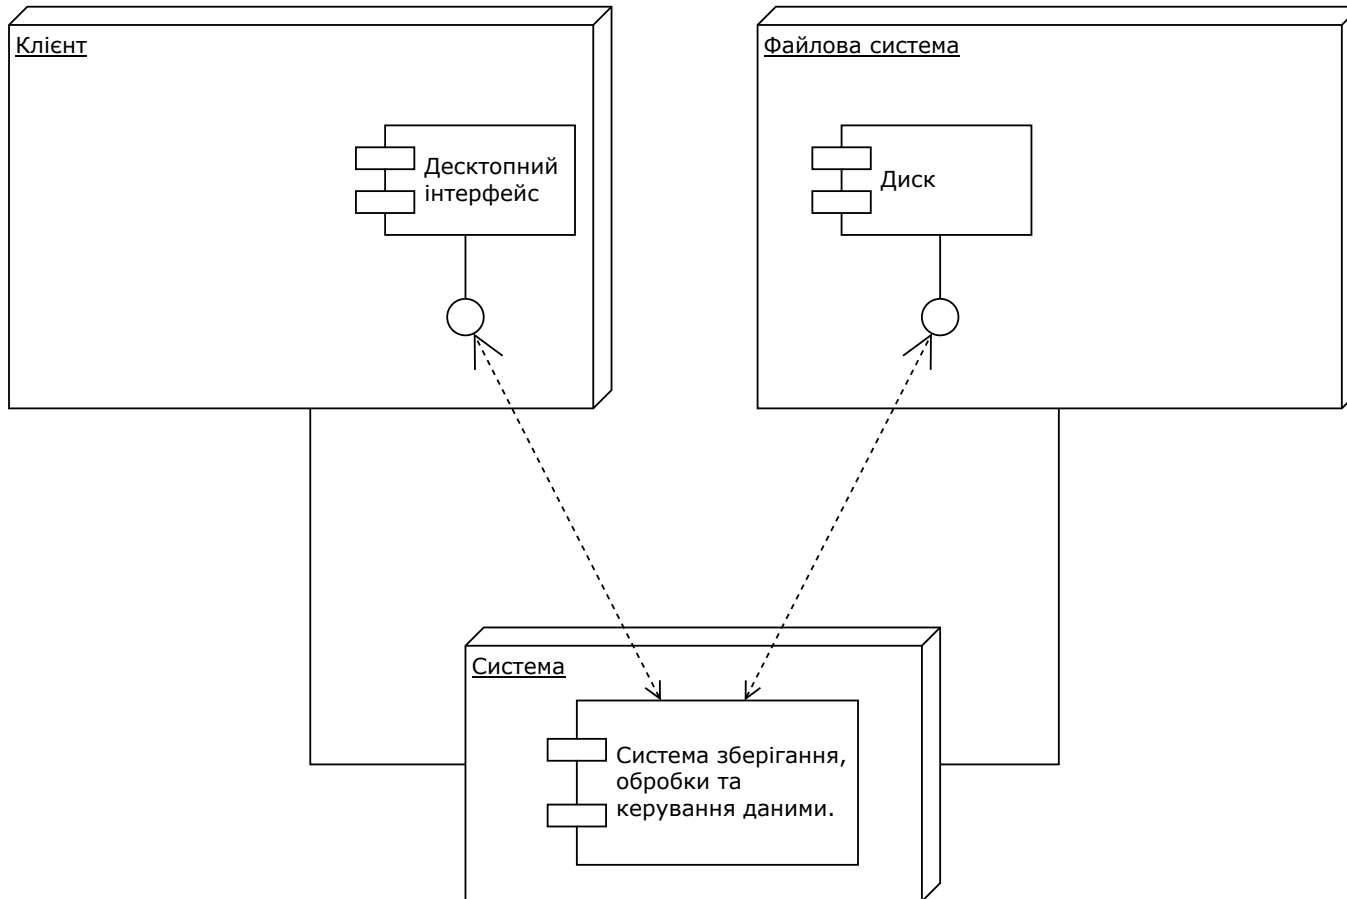 Клієнт
Десктопний
інтерфейс
Файлова система
Диск
Система
Система зберігання,
обробки та
керування даними.